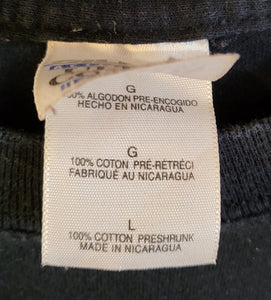 G
100% ALGODON PRE-ENCOGIDO
HECHO EN NICARAGUA
G
100% COTON PRÉ-RÉTRÉCI
FABRIQUÉ AU NICARAGUA
L
100% COTTON PRESHRUNK
MADE IN NICARAGUA